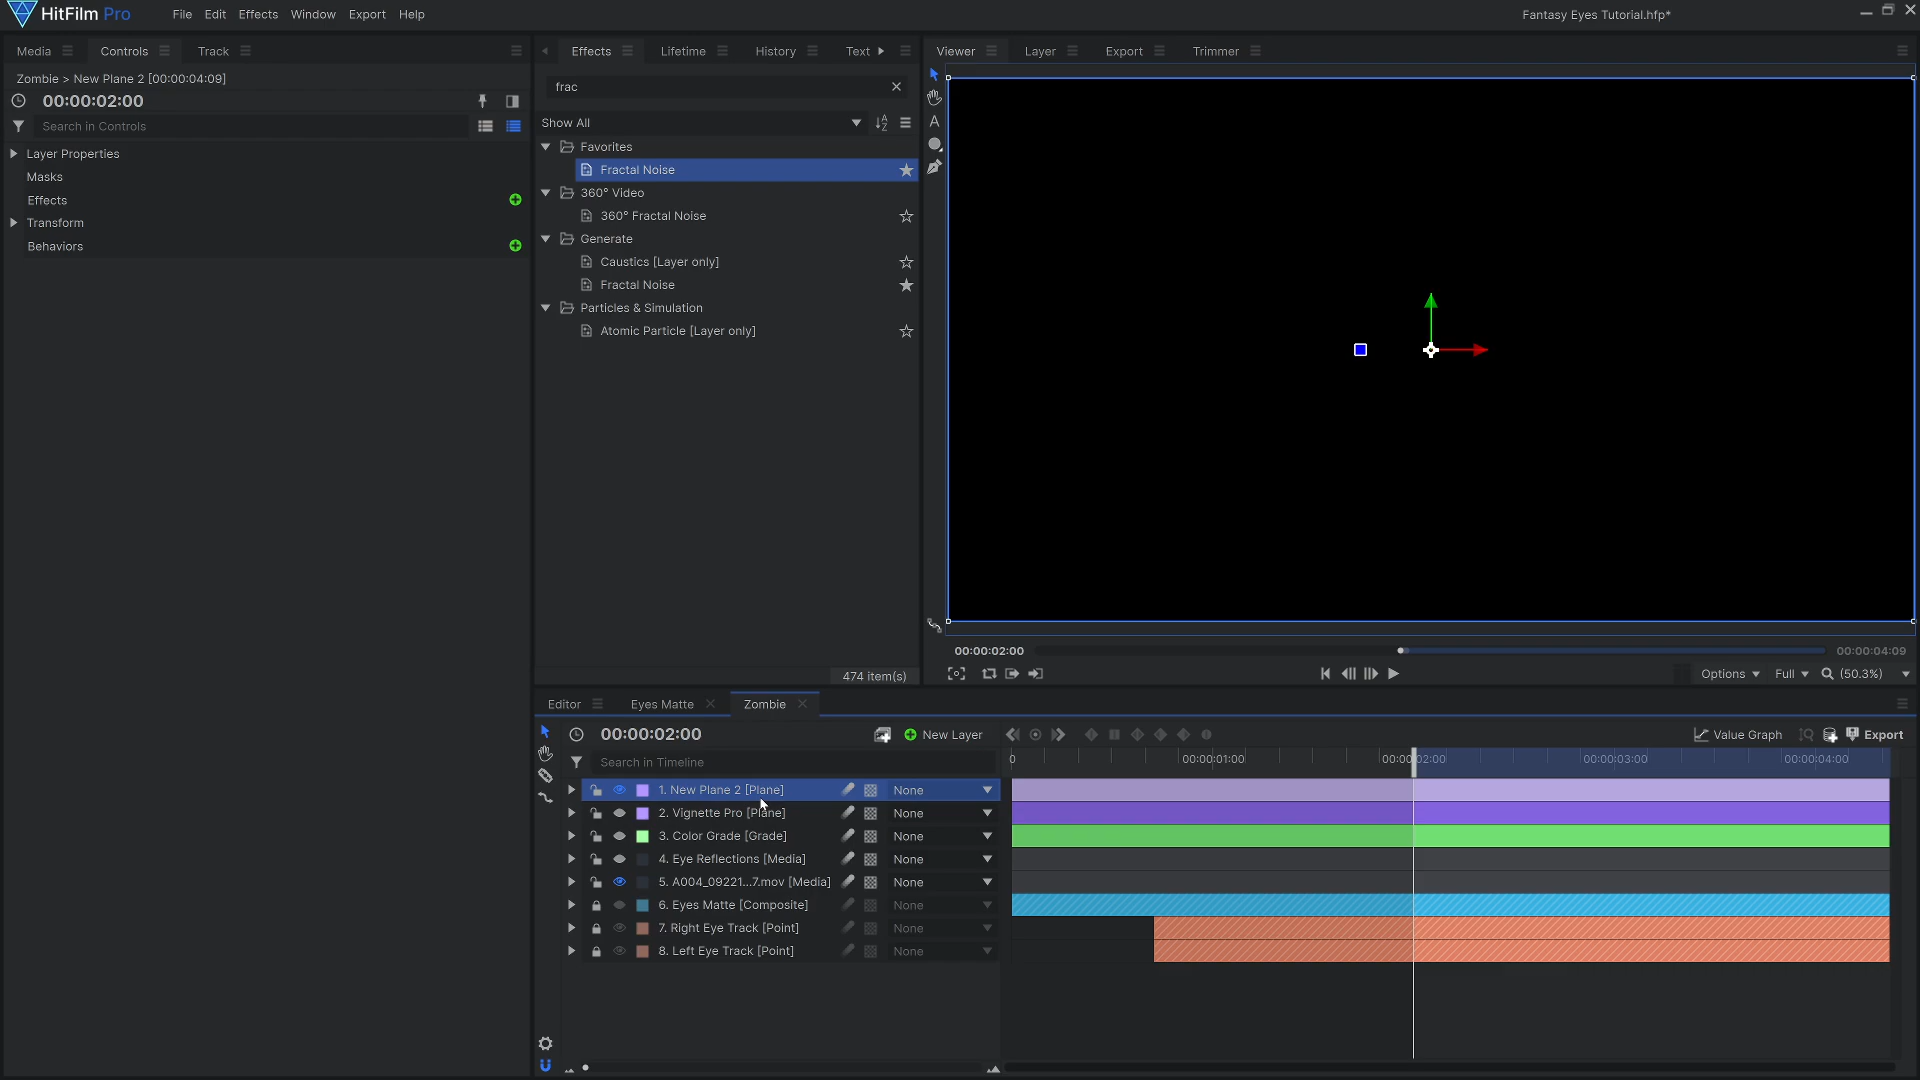 HitFilm Pro
File Edit Effects Window Export Help
Fantasy Eyes Tutorial.hfp*
Media Controls Track
Zombie > New Plane 2 [00:00:04:09]
00:00:02:00
Search in Controls
Layer Properties
Masks
Effects
Transform
Behaviors
Effects Lifetime History Text
frac
Show All
Favorites
Fractal Noise
360° Video
360° Fractal Noise
Generate
Caustics [Layer only]
Fractal Noise
Particles & Simulation
Atomic Particle [Layer only]
474 item(s)
Viewer Layer Export Trimmer
00:00:02:00
00:00:04:09
Options Full (50.3%)
Editor Eyes Matte Zombie
00:00:02:00 New Layer
Value Graph Export
Search in Timeline
0 00:00:01:00 00:00:02:00 00:00:03:00 00:00:04:00
1. New Plane 2 [Plane] None
2. Vignette Pro [Plane] None
3. Color Grade [Grade] None
4. Eye Reflections [Media] None
5. A004_09221...7.mov [Media] None
6. Eyes Matte [Composite] None
7. Right Eye Track [Point] None
8. Left Eye Track [Point] None